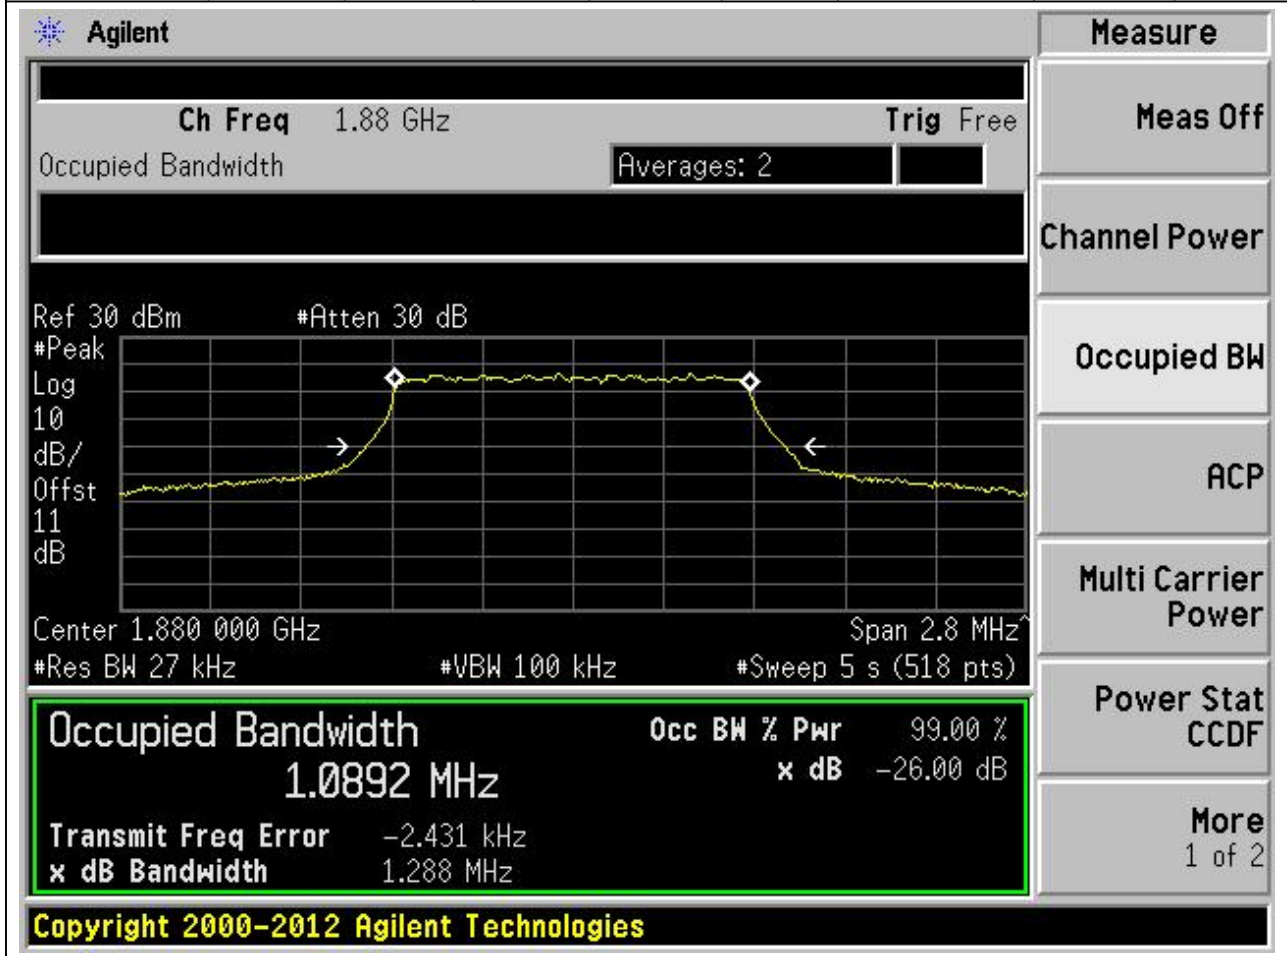 Agilent
Measure
Ch Freq 1.88 GHz Trig Free
Occupied Bandwidth Averages: 2
Meas Off
Channel Power
Occupied BW
ACP
Multi Carrier
Power
Power Stat
CCDF
More
1 of 2
Ref 30 dBm #Atten 30 dB
#Peak
Log
10
dB/
Offst
11
dB
Center 1.880 000 GHz Span 2.8 MHz^
#Res BW 27 kHz #VBW 100 kHz #Sweep 5 s (518 pts)
Occupied Bandwidth Occ BW % Pwr 99.00 %
1.0892 MHz x dB -26.00 dB
Transmit Freq Error -2.431 kHz
x dB Bandwidth 1.288 MHz
Copyright 2000-2012 Agilent Technologies